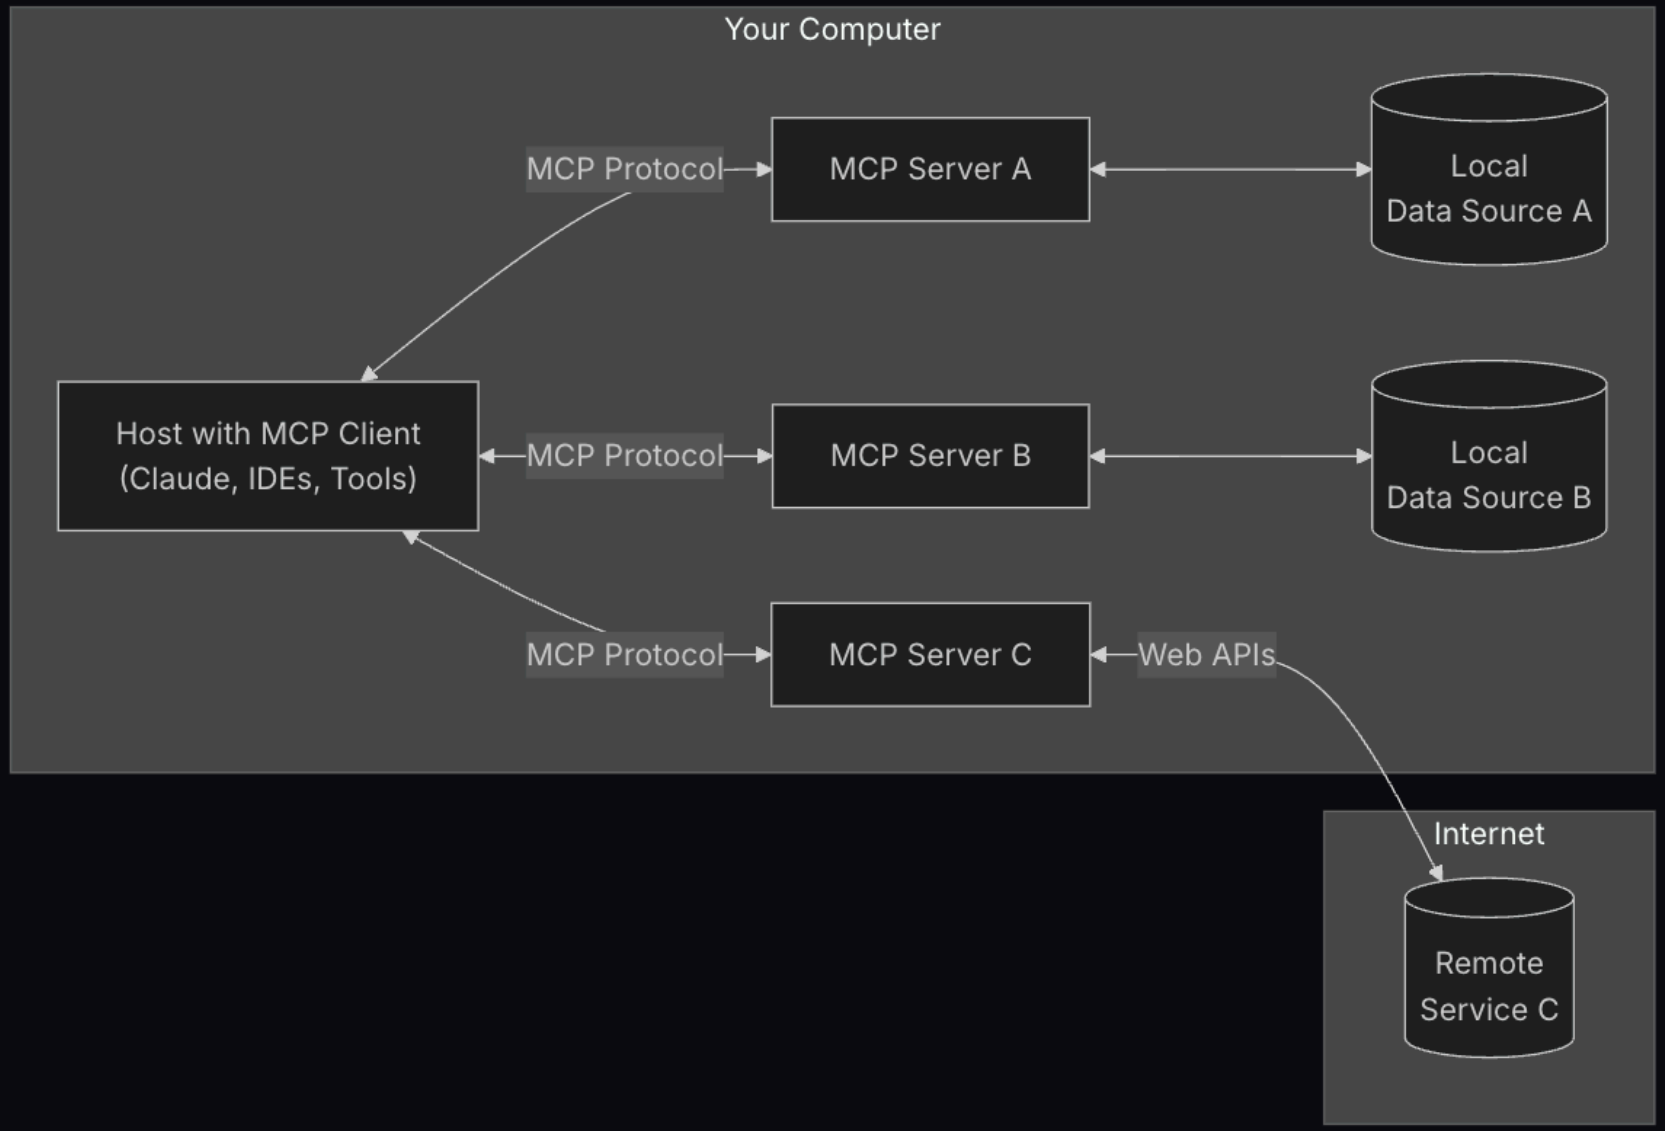 Your Computer
MCP Protocol
MCP Server A
Local
Data Source A
Host with MCP Client
(Claude, IDEs, Tools)
MCP Protocol
MCP Server B
Local
Data Source B
MCP Protocol
MCP Server C
Web APIs
Internet
Remote
Service C